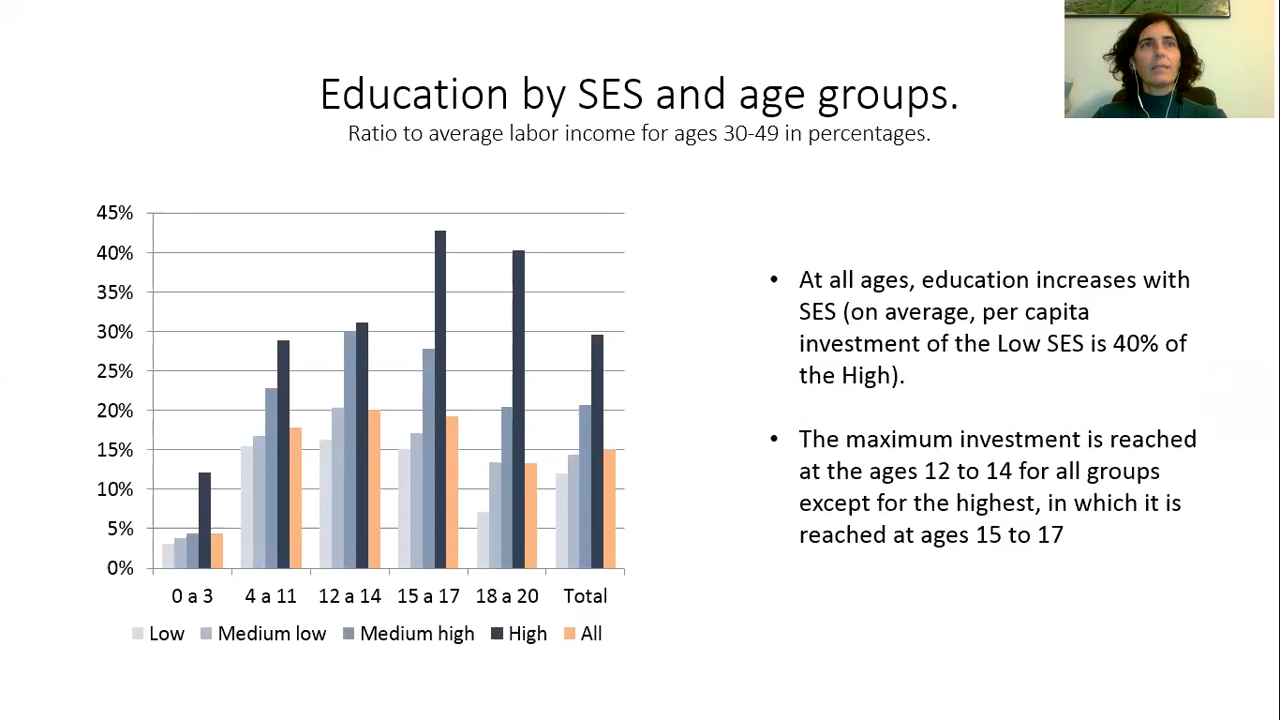 Education by SES and age groups.
Ratio to average labor income for ages 30-49 in percentages.
45%
40%
35%
30%
25%
20%
15%
10%
5%
0%
0 a 3 4 a 11 12 a 14 15 a 17 18 a 20 Total
Low Medium low Medium high High All
• At all ages, education increases with
SES (on average, per capita
investment of the Low SES is 40% of
the High).
• The maximum investment is reached
at the ages 12 to 14 for all groups
except for the highest, in which it is
reached at ages 15 to 17